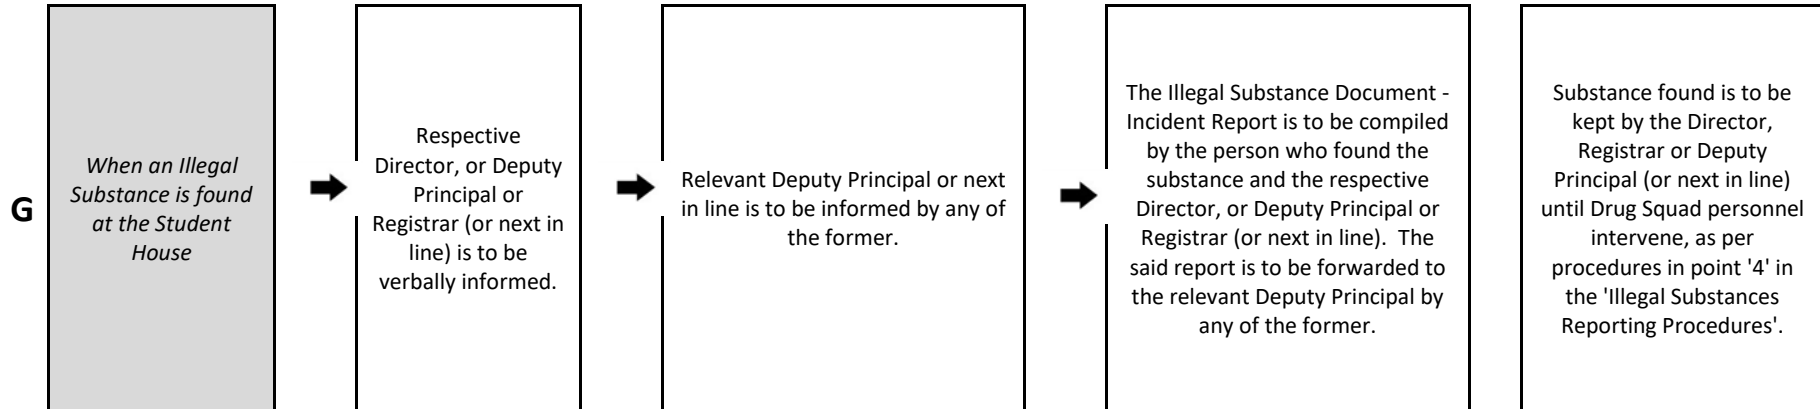 G
When an Illegal
Substance is found
at the Student
House
Respective
Director, or Deputy
Principal or
Registrar (or next in
line) is to be
verbally informed.
Relevant Deputy Principal or next
in line is to be informed by any of
the former.
The Illegal Substance Document -
Incident Report is to be compiled
by the person who found the
substance and the respective
Director, or Deputy Principal or
Registrar (or next in line).  The
said report is to be forwarded to
the relevant Deputy Principal by
any of the former.
Substance found is to be
kept by the Director,
Registrar or Deputy
Principal (or next in line)
until Drug Squad personnel
intervene, as per
procedures in point '4' in
the 'Illegal Substances
Reporting Procedures'.